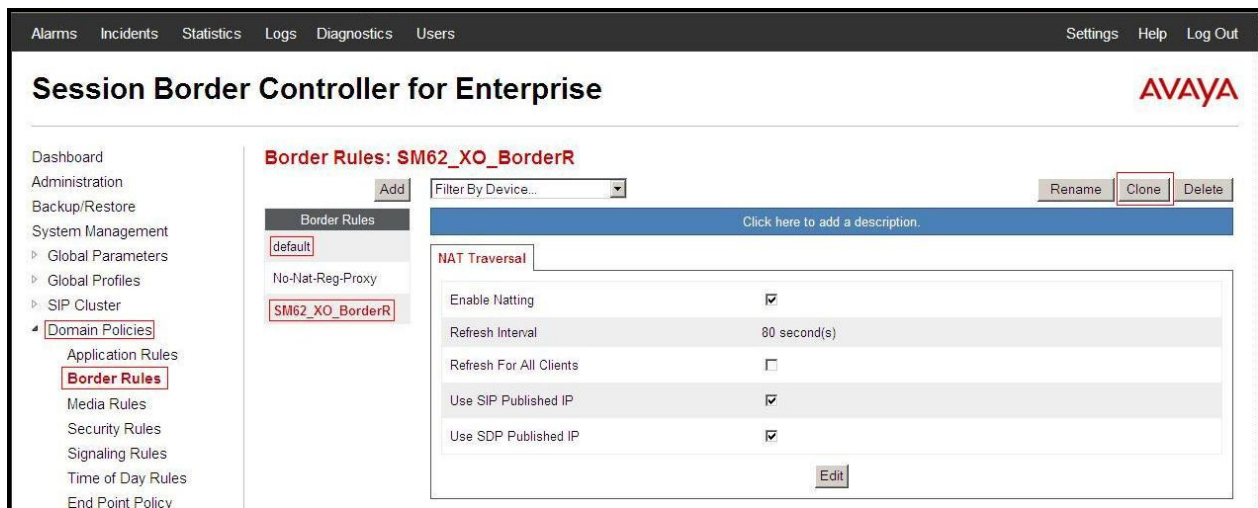 Alarms Incidents Statistics Logs Diagnostics Users Settings Help Log Out
Session Border Controller for Enterprise
AVAYA
Dashboard
Administration
Backup/Restore
System Management
Global Parameters
Global Profiles
SIP Cluster
Domain Policies
Application Rules
Border Rules
Media Rules
Security Rules
Signaling Rules
Time of Day Rules
End Point Policy
Border Rules: SM62_XO_BorderR
Add
Filter By Device...
Rename Clone Delete
Border Rules
default
No-Nat-Reg-Proxy
SM62_XO_BorderR
Click here to add a description.
NAT Traversal
Enable Natting
Refresh Interval 80 second(s)
Refresh For All Clients
Use SIP Published IP
Use SDP Published IP
Edit